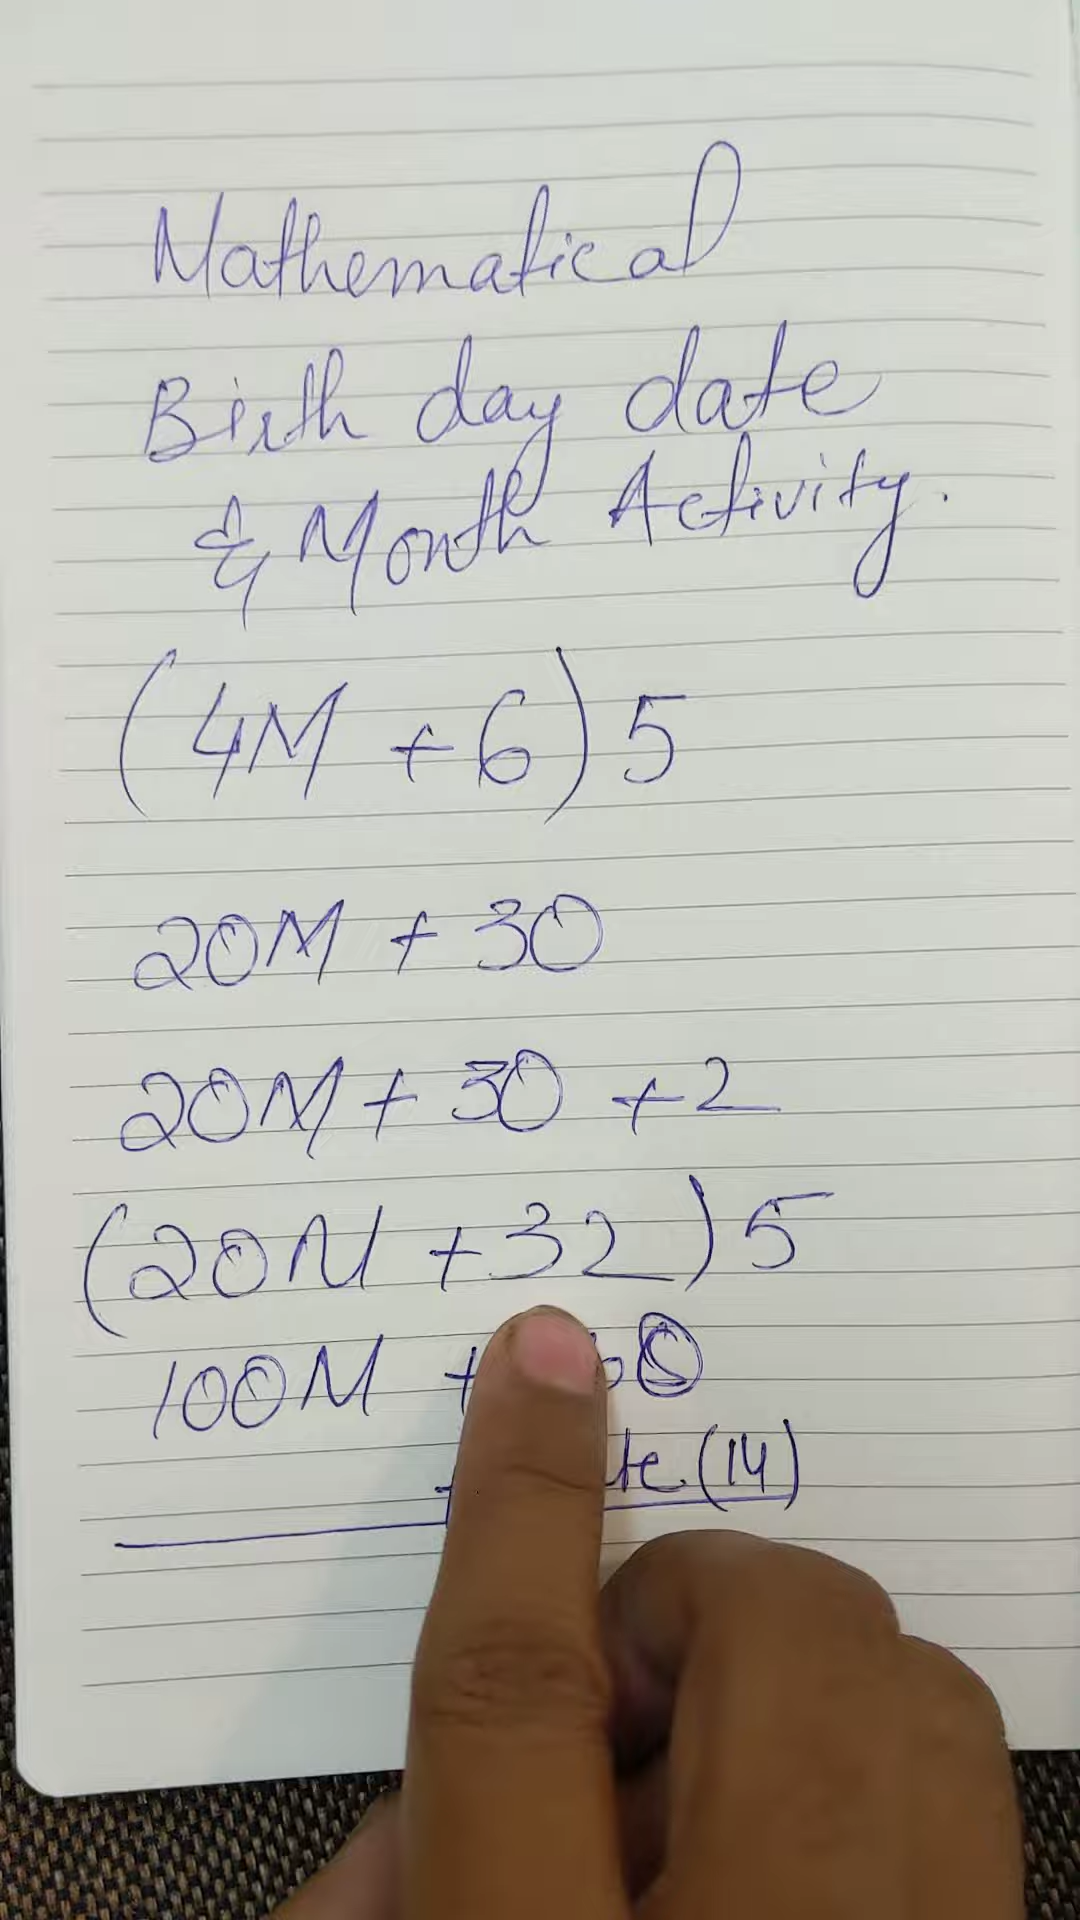 Mathematical
Birth day date
& Month Activity.
(4M + 6) 5
20M + 30
20M + 30 + 2
(20M + 32) 5
100M +
(14)